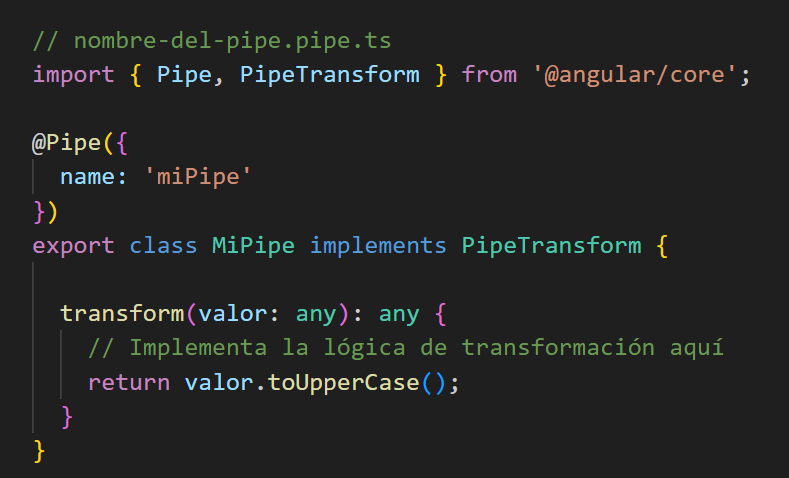 // nombre-del-pipe.pipe.ts
import { Pipe, PipeTransform } from '@angular/core';

@Pipe({
  name: 'miPipe'
})
export class MiPipe implements PipeTransform {

  transform(valor: any): any {
    // Implementa la lógica de transformación aquí
    return valor.toUpperCase();
  }
}